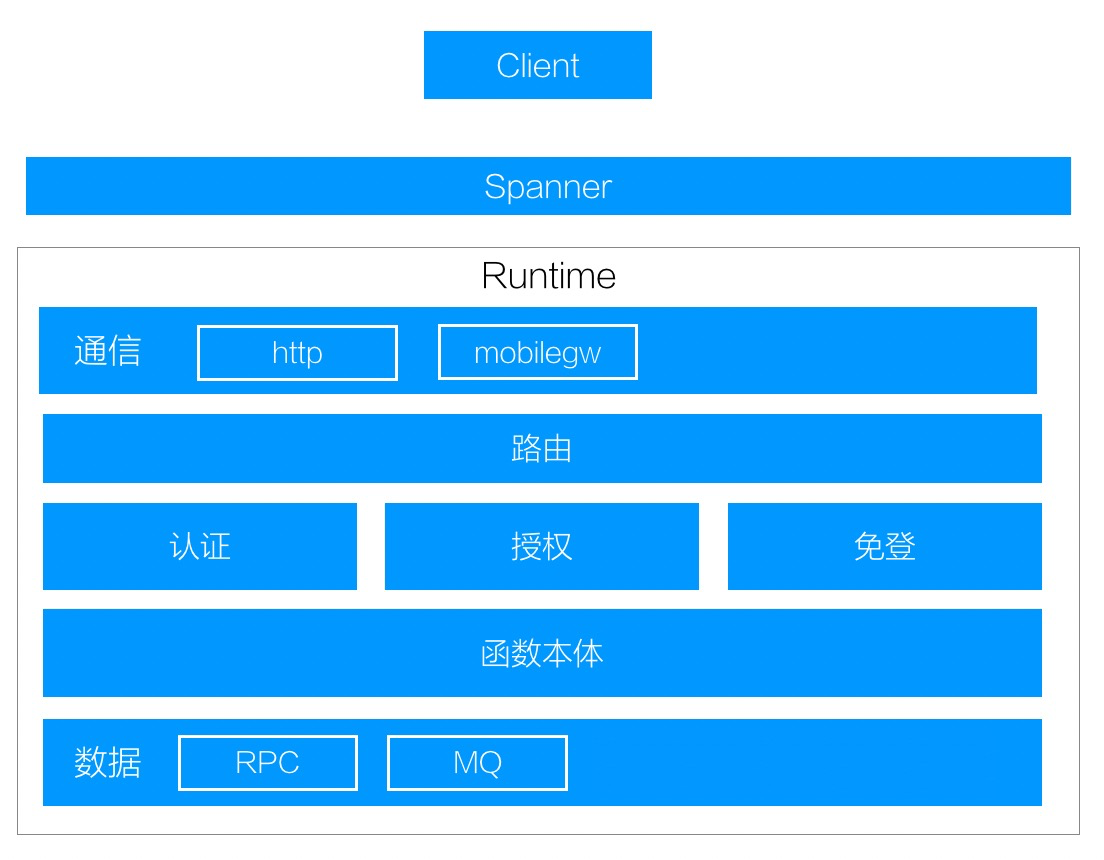 Client
Spanner
Runtime
通信 http mobilegw
路由
认证 授权 免登
函数本体
数据 RPC MQ